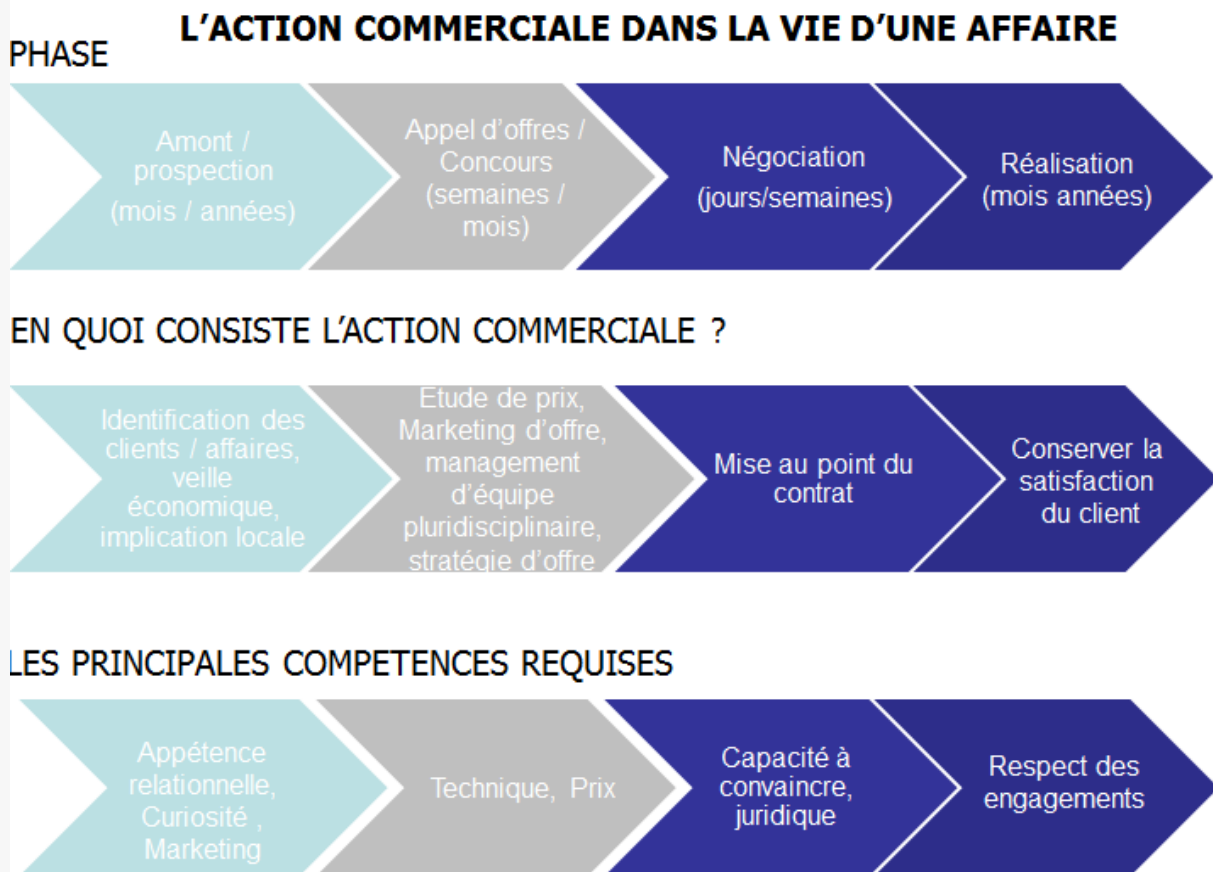 L'ACTION COMMERCIALE DANS LA VIE D'UNE AFFAIRE
PHASE
Amont /
prospection
(mois / années)
Appel d'offres /
Concours
(semaines /
mois)
Négociation
(jours/semaines)
Réalisation
(mois années)
EN QUOI CONSISTE L'ACTION COMMERCIALE ?
Identification des
clients / affaires,
veille
économique,
implication locale
Etude de prix,
Marketing d'offre,
management
d'équipe
pluridisciplinaire,
stratégie d'offre
Mise au point du
contrat
Conserver la
satisfaction
du client
LES PRINCIPALES COMPETENCES REQUISES
Appétence
relationnelle,
Curiosité ,
Marketing
Technique, Prix
Capacité à
convaincre,
juridique
Respect des
engagements